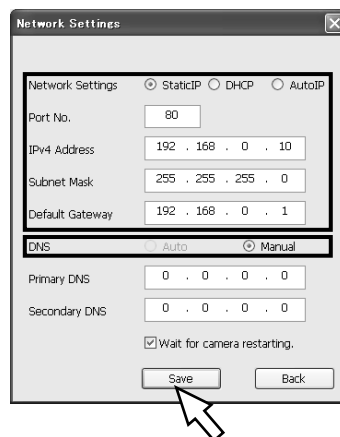 Network Settings
Network Settings StaticIP DHCP AutoIP
Port No. 80
IPv4 Address 192 . 168 . 0 . 10
Subnet Mask 255 . 255 . 255 . 0
Default Gateway 192 . 168 . 0 . 1
DNS Auto Manual
Primary DNS 0 . 0 . 0 . 0
Secondary DNS 0 . 0 . 0 . 0
Wait for camera restarting.
Save Back